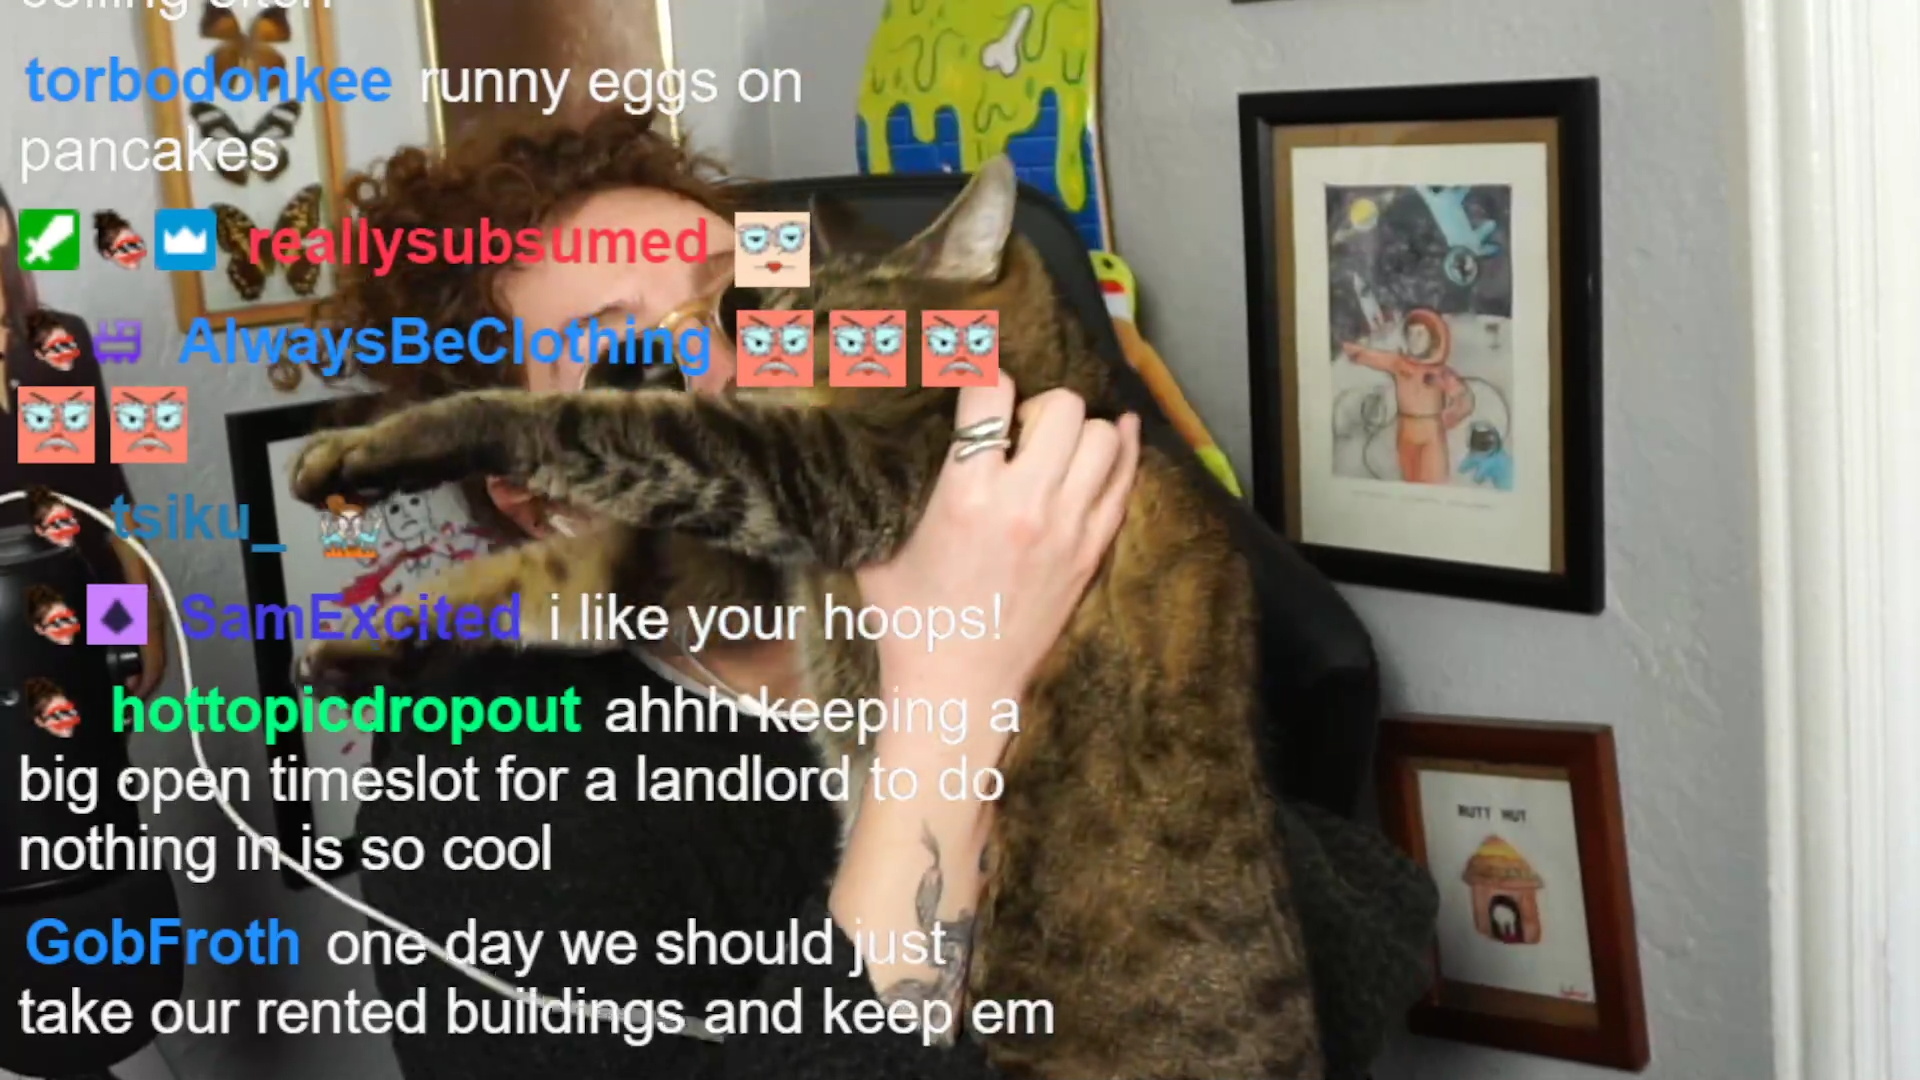 torbodonkee runny eggs on
pancakes
reallysubsumed
AlwaysBeClothing
tsiku_
SamExcited i like your hoops!
hottopicdropout ahhh keeping a
big open timeslot for a landlord to do
nothing in is so cool
GobFroth one day we should just
take our rented buildings and keep em
BUTT HUT